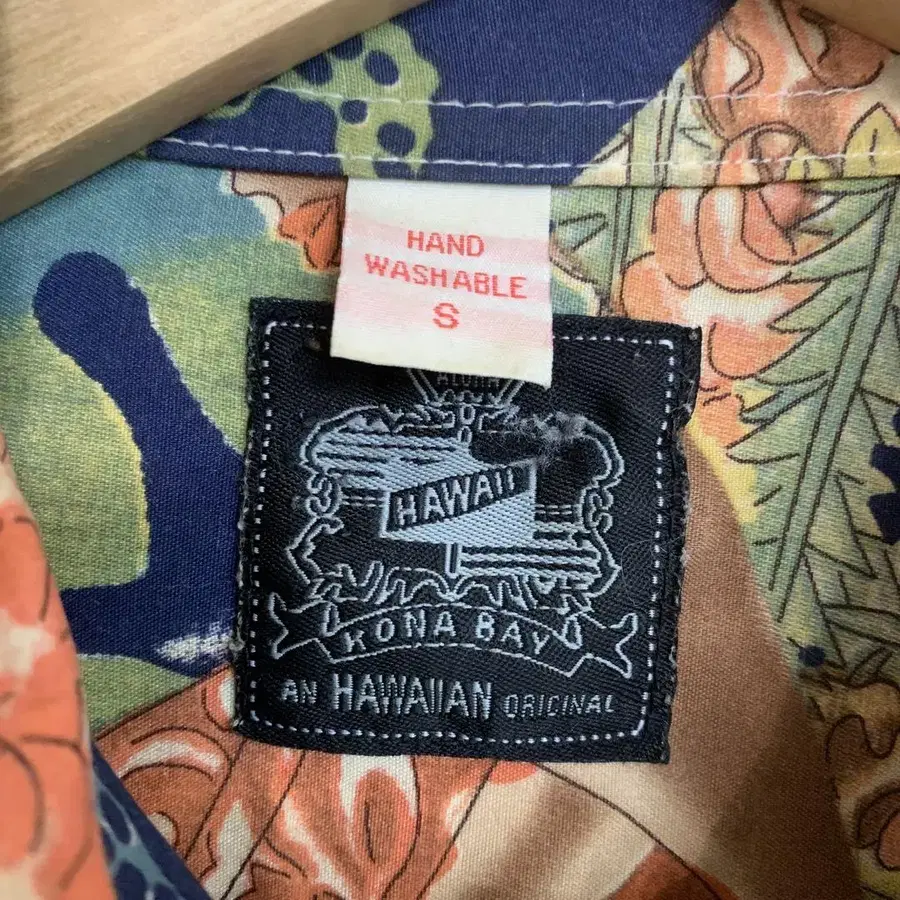 HAND
WASHABLE
S
ALOHA
HAWAII
KONA BAY
AN HAWAIIAN ORIGINAL